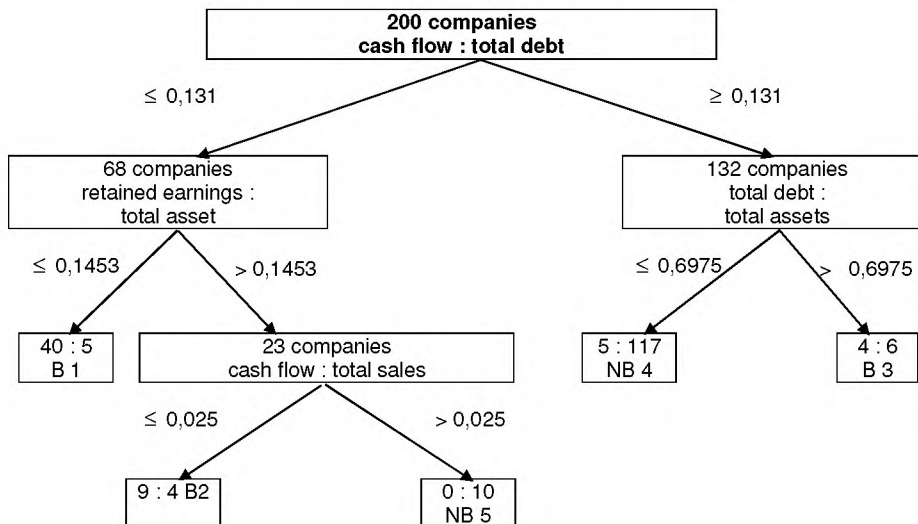 200 companies
cash flow : total debt
≤ 0,131
≥ 0,131
68 companies
retained earnings :
total asset
132 companies
total debt :
total assets
≤ 0,1453
> 0,1453
≤ 0,6975
> 0,6975
40 : 5
B 1
23 companies
cash flow : total sales
5 : 117
NB 4
4 : 6
B 3
≤ 0,025
> 0,025
9 : 4 B2
0 : 10
NB 5